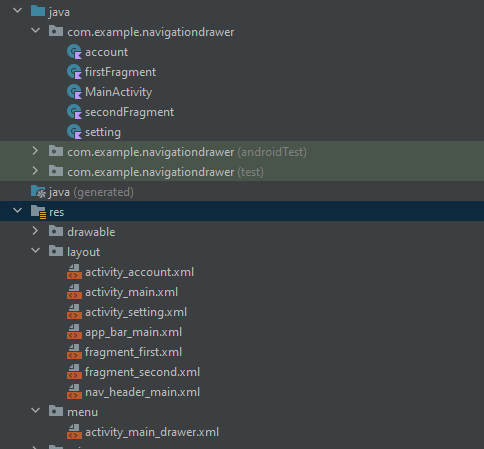 java
com.example.navigationdrawer
account
firstFragment
MainActivity
secondFragment
setting
com.example.navigationdrawer (androidTest)
com.example.navigationdrawer (test)
java (generated)
res
drawable
layout
activity_account.xml
activity_main.xml
activity_setting.xml
app_bar_main.xml
fragment_first.xml
fragment_second.xml
nav_header_main.xml
menu
activity_main_drawer.xml